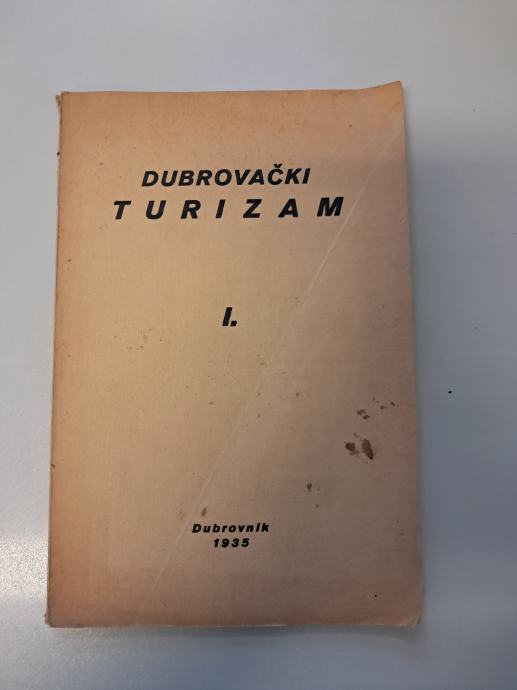 DUBROVAČKI
TURIZAM
I.
Dubrovnik
1935